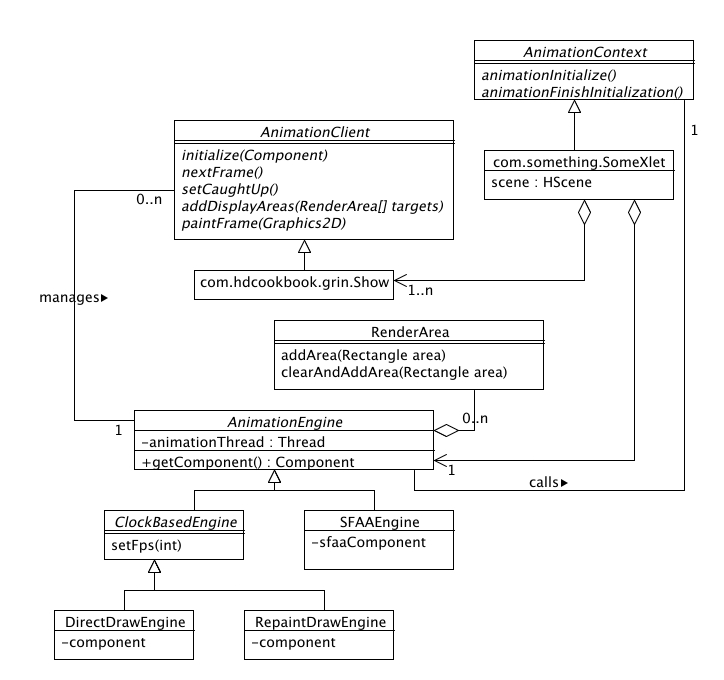 AnimationContext
animationInitialize()
animationFinishInitialization()
1
AnimationClient
initialize(Component)
nextFrame()
setCaughtUp()
addDisplayAreas(RenderArea[] targets)
paintFrame(Graphics2D)
com.something.SomeXlet
scene : HScene
0..n
com.hdcookbook.grin.Show
1..n
manages
RenderArea
addArea(Rectangle area)
clearAndAddArea(Rectangle area)
AnimationEngine
-animationThread : Thread
+getComponent() : Component
0..n
1
1
calls
ClockBasedEngine
setFps(int)
SFAAEngine
-sfaaComponent
DirectDrawEngine
-component
RepaintDrawEngine
-component